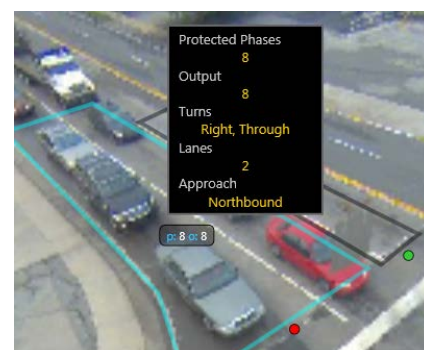 Protected Phases
8
Output
8
Turns
Right, Through
Lanes
2
Approach
Northbound
p: 8 o: 8